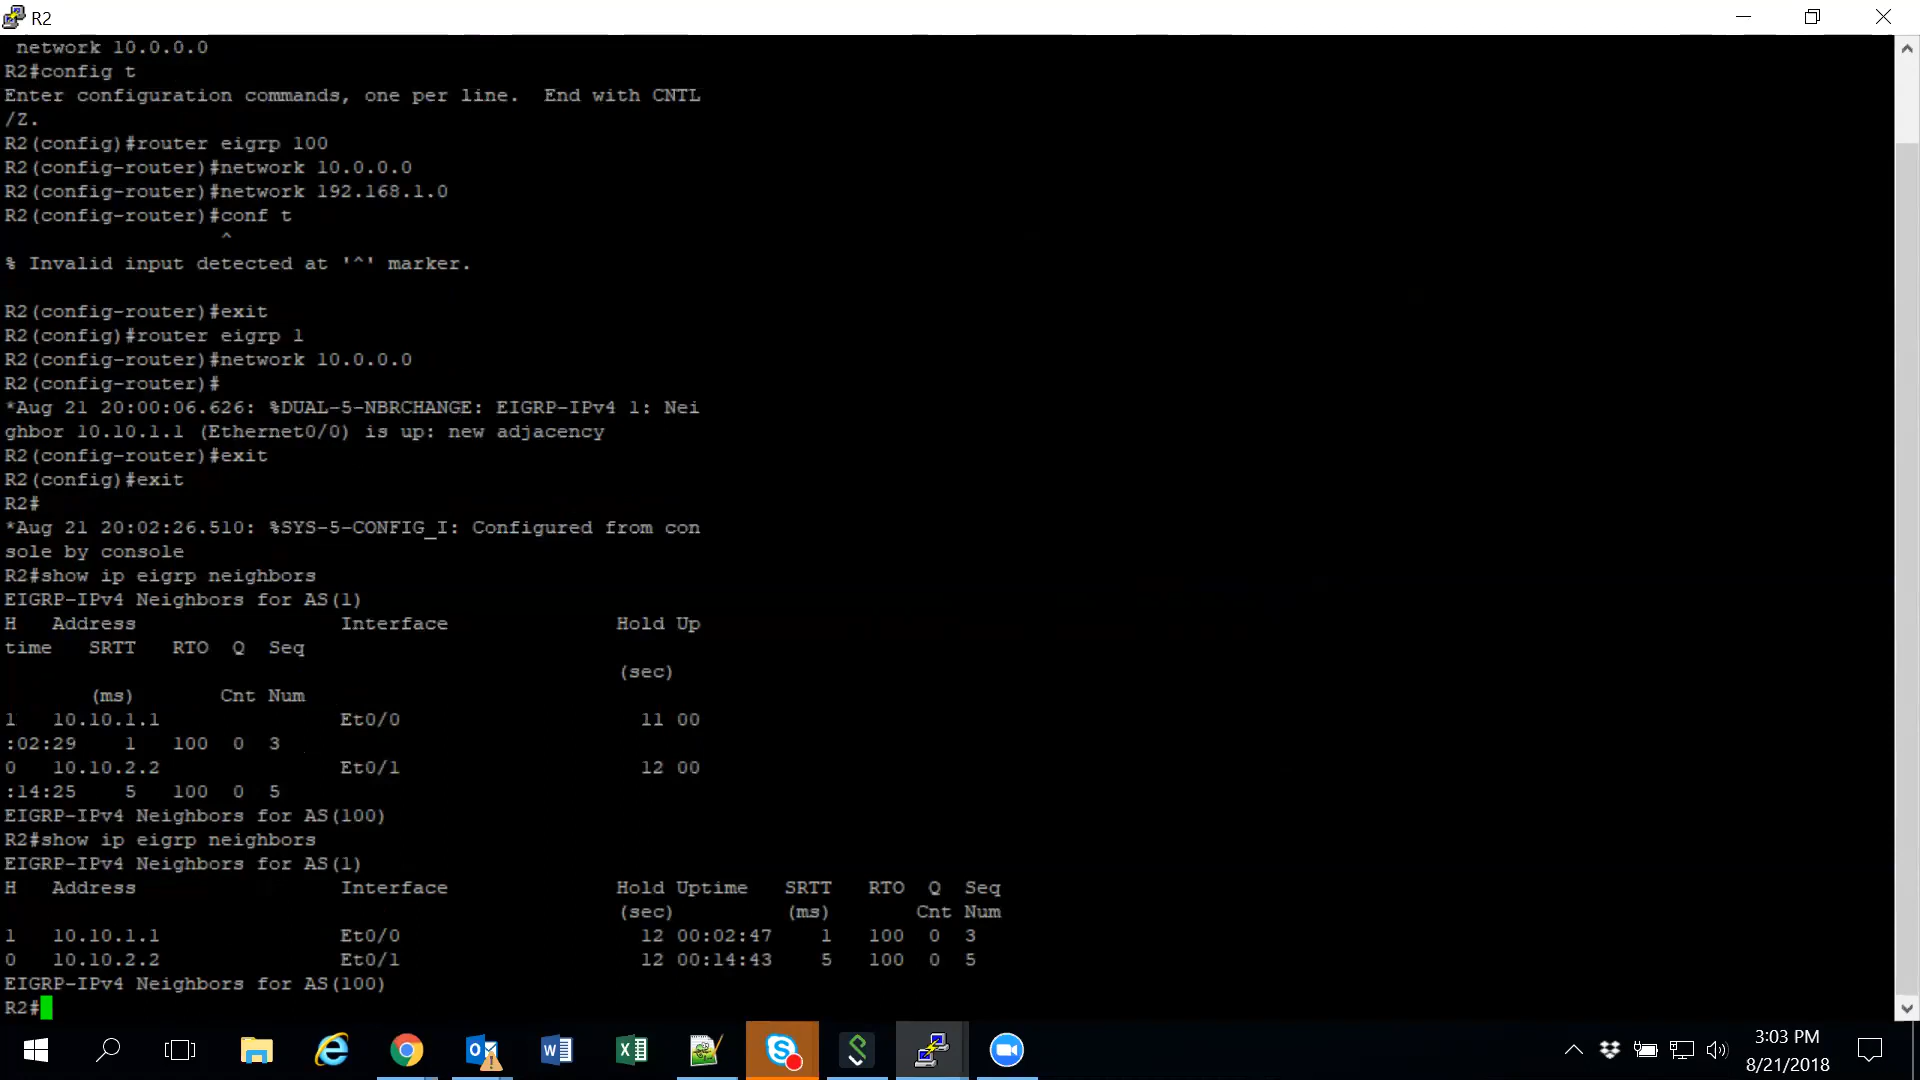 R2
network 10.0.0.0
R2#config t
Enter configuration commands, one per line.  End with CNTL
/Z.
R2(config)#router eigrp 100
R2(config-router)#network 10.0.0.0
R2(config-router)#network 192.168.1.0
R2(config-router)#conf t
^
% Invalid input detected at '^' marker.
R2(config-router)#exit
R2(config)#router eigrp 1
R2(config-router)#network 10.0.0.0
R2(config-router)#
*Aug 21 20:00:06.626: %DUAL-5-NBRCHANGE: EIGRP-IPv4 1: Nei
ghbor 10.10.1.1 (Ethernet0/0) is up: new adjacency
R2(config-router)#exit
R2(config)#exit
R2#
*Aug 21 20:02:26.510: %SYS-5-CONFIG_I: Configured from con
sole by console
R2#show ip eigrp neighbors
EIGRP-IPv4 Neighbors for AS(1)
H   Address                 Interface              Hold Up
time   SRTT   RTO  Q  Seq
(sec)
(ms)       Cnt Num
1   10.10.1.1               Et0/0                    11 00
:02:29    1   100  0  3
0   10.10.2.2               Et0/1                    12 00
:14:25    5   100  0  5
EIGRP-IPv4 Neighbors for AS(100)
R2#show ip eigrp neighbors
EIGRP-IPv4 Neighbors for AS(1)
H   Address                 Interface              Hold Uptime   SRTT   RTO  Q  Seq
(sec)         (ms)       Cnt Num
1   10.10.1.1               Et0/0                    12 00:02:47    1   100  0  3
0   10.10.2.2               Et0/1                    12 00:14:43    5   100  0  5
EIGRP-IPv4 Neighbors for AS(100)
R2#
3:03 PM
8/21/2018